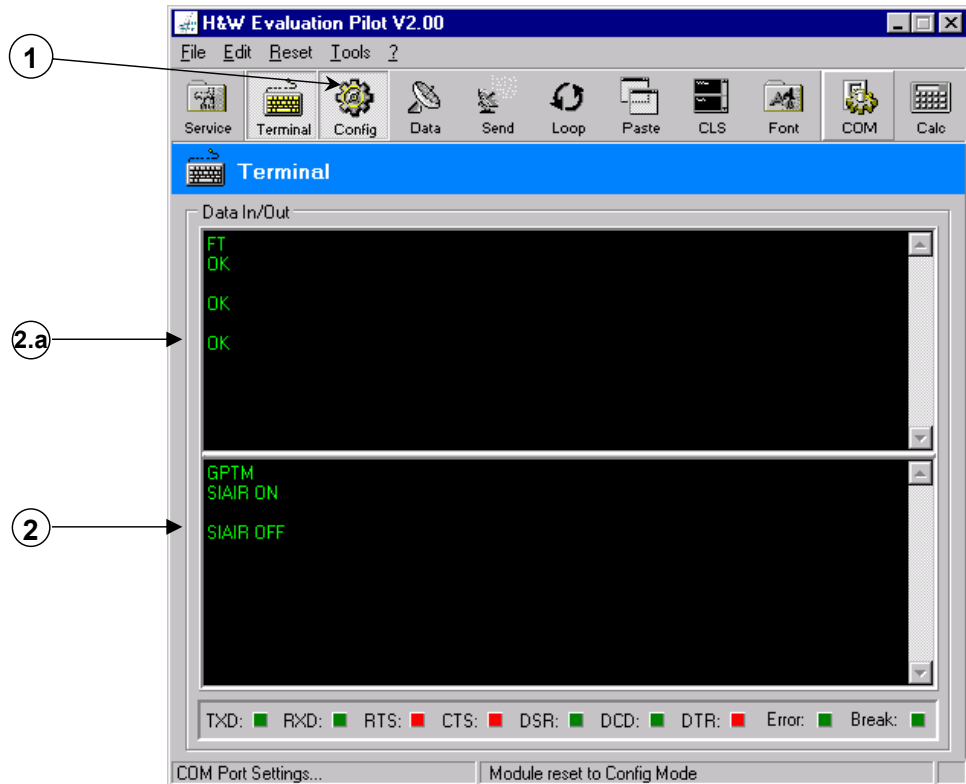 H&W Evaluation Pilot V2.00
File Edit Reset Tools ?
1
Service Terminal Config Data Send Loop Paste CLS Font COM Calc
Terminal
Data In/Out
FT
OK
OK
2.a
OK
GPTM
SIAIR ON
2
SIAIR OFF
TXD: RXD: RTS: CTS: DSR: DCD: DTR: Error: Break:
COM Port Settings... Module reset to Config Mode